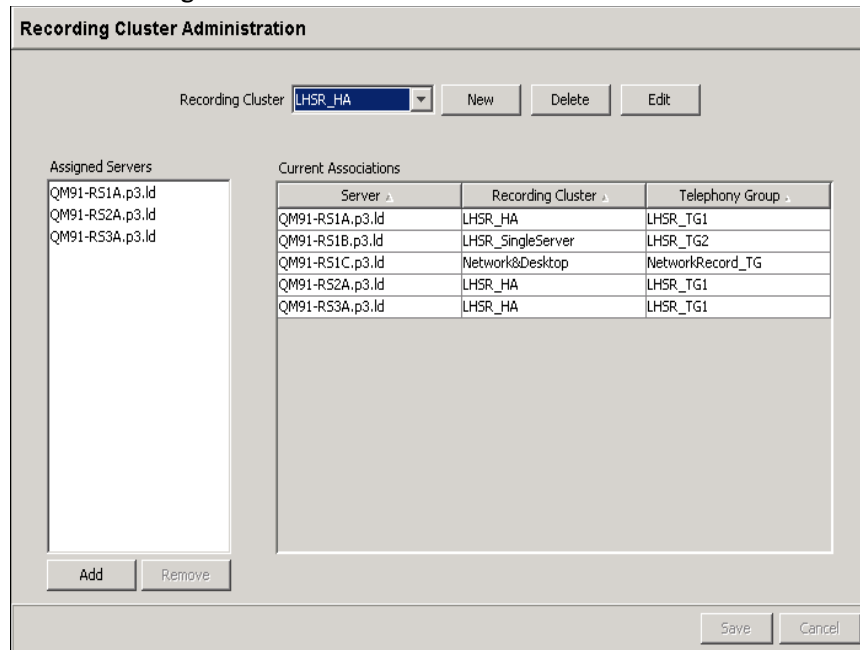 Recording Cluster Administration
Recording Cluster LHSR_HA New Delete Edit
Assigned Servers
QM91-RS1A.p3.ld
QM91-RS2A.p3.ld
QM91-RS3A.p3.ld
Current Associations
Server Recording Cluster Telephony Group
QM91-RS1A.p3.ld LHSR_HA LHSR_TG1
QM91-RS1B.p3.ld LHSR_SingleServer LHSR_TG2
QM91-RS1C.p3.ld Network&Desktop NetworkRecord_TG
QM91-RS2A.p3.ld LHSR_HA LHSR_TG1
QM91-RS3A.p3.ld LHSR_HA LHSR_TG1
Add Remove
Save Cancel